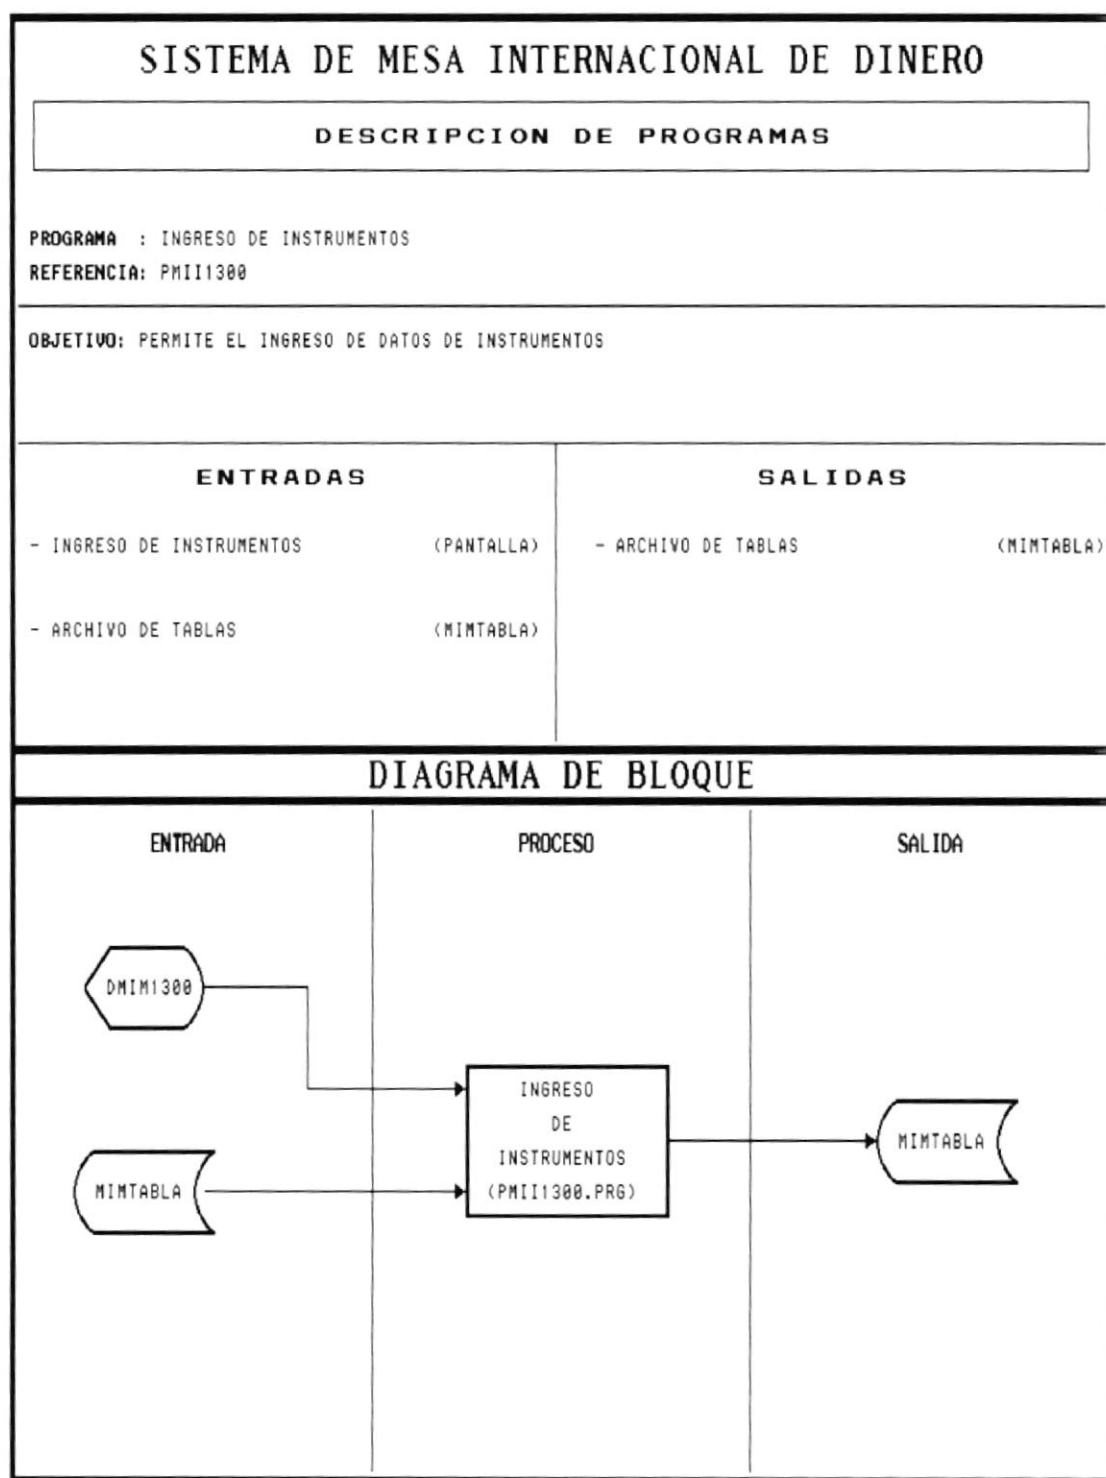 SISTEMA DE MESA INTERNACIONAL DE DINERO
DESCRIPCION DE PROGRAMAS
PROGRAMA : INGRESO DE INSTRUMENTOS
REFERENCIA: PMII1300
OBJETIVO: PERMITE EL INGRESO DE DATOS DE INSTRUMENTOS
ENTRADAS
- INGRESO DE INSTRUMENTOS (PANTALLA)
- ARCHIVO DE TABLAS (MIMTABLA)
SALIDAS
- ARCHIVO DE TABLAS (MIMTABLA)
DIAGRAMA DE BLOQUE
ENTRADA
PROCESO
SALIDA
DMIM1300
MIMTABLA
INGRESO
DE
INSTRUMENTOS
(PMII1300.PRG)
MIMTABLA